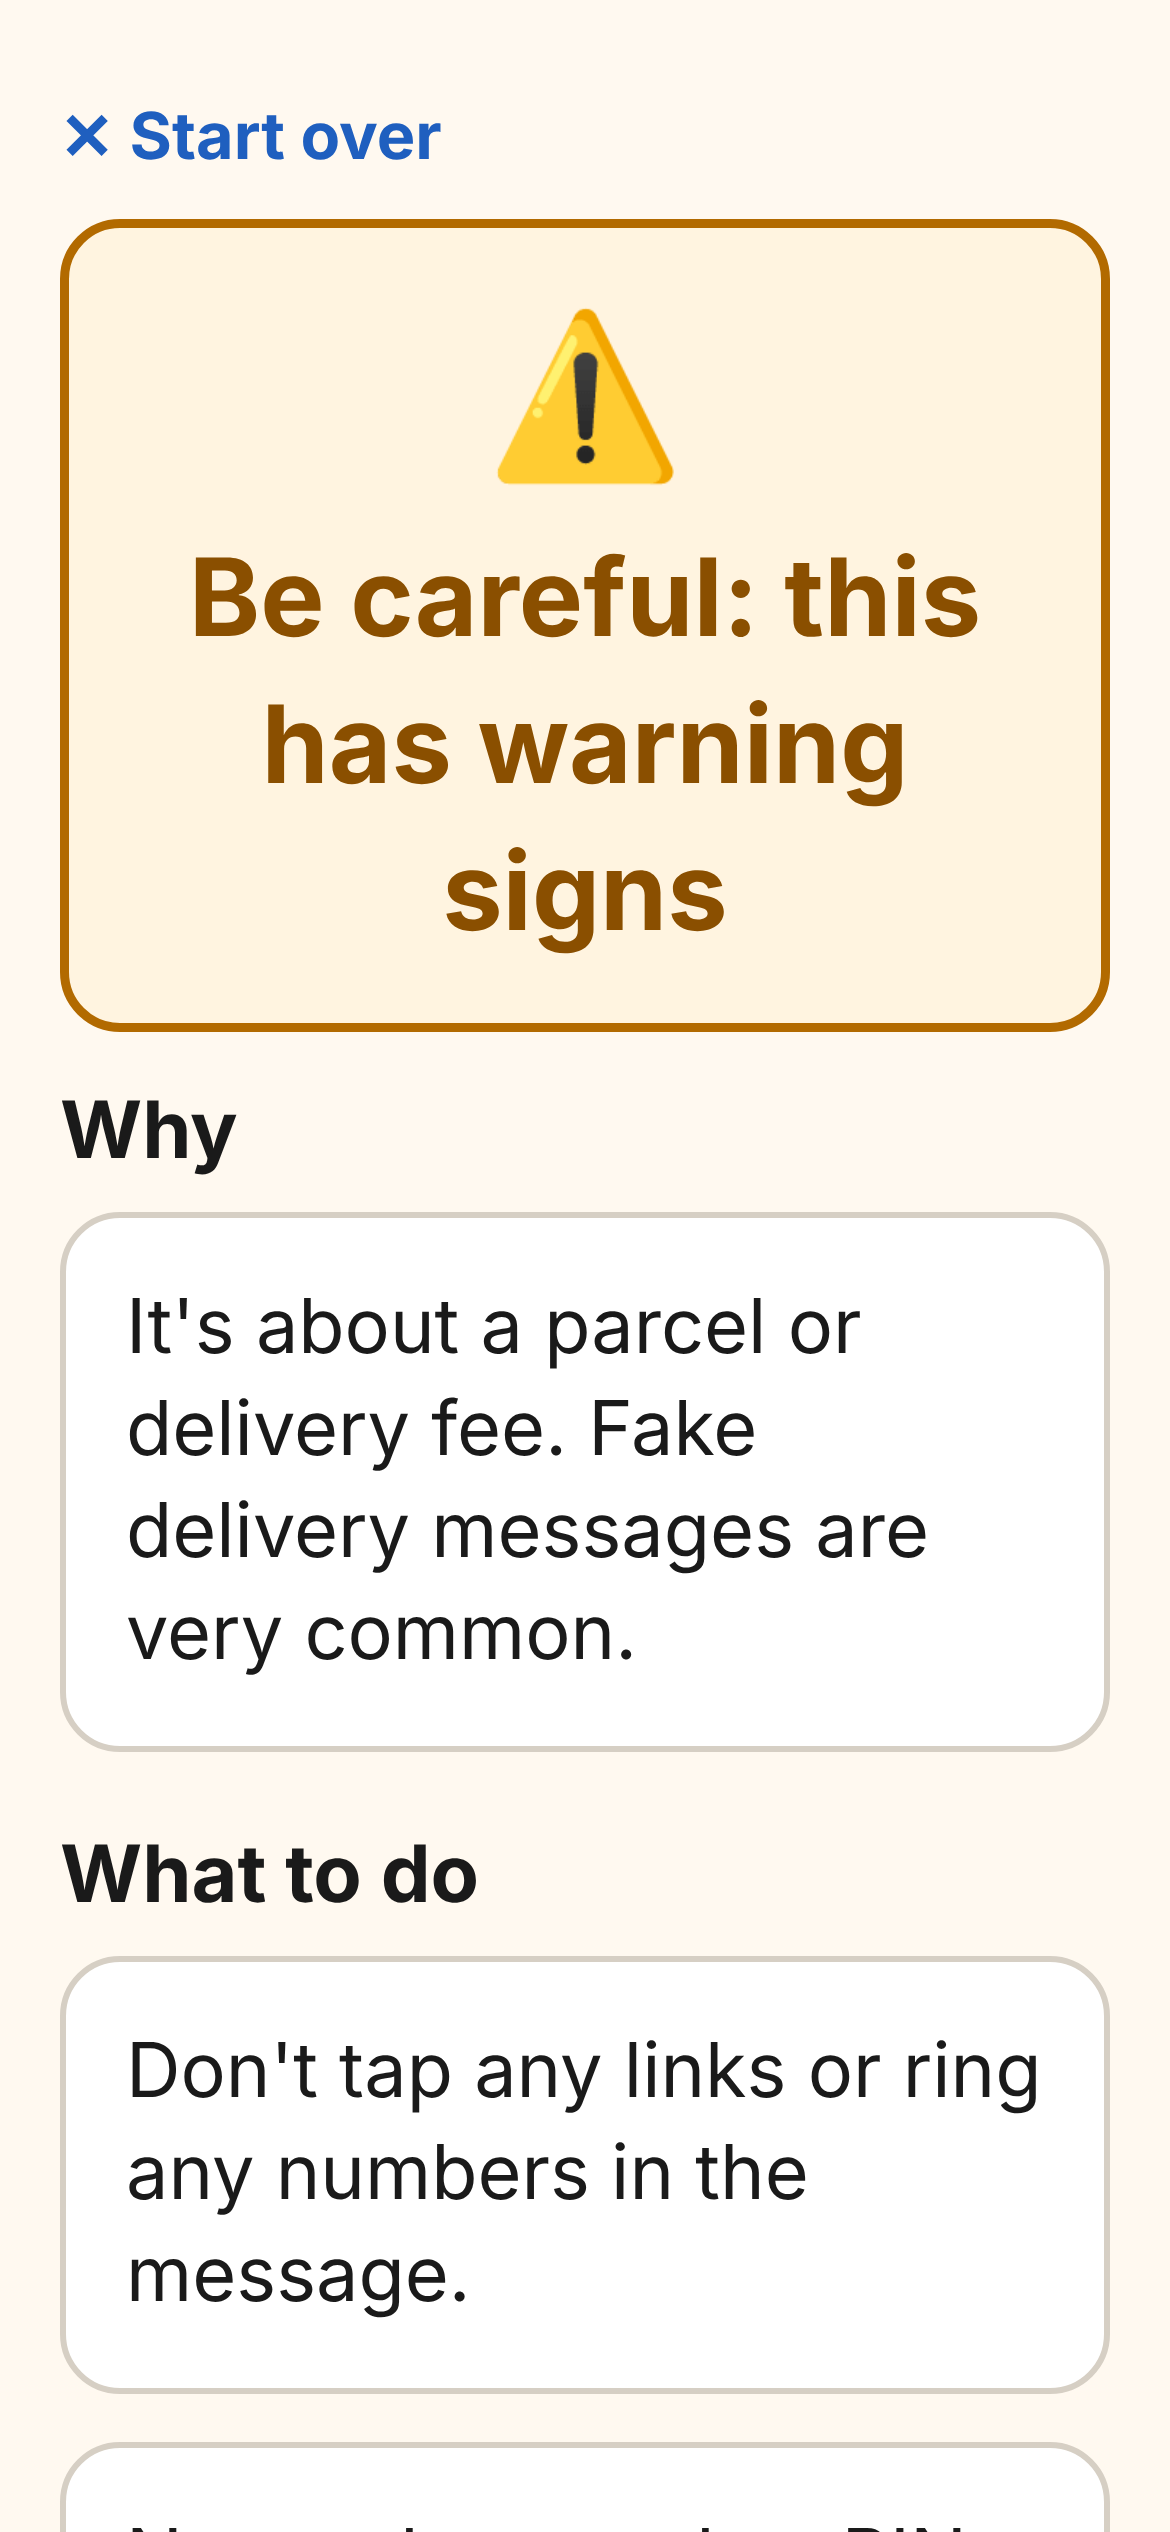 ✕ Start over
Be careful: this
has warning
signs
Why
It's about a parcel or
delivery fee. Fake
delivery messages are
very common.
What to do
Don't tap any links or ring
any numbers in the
message.